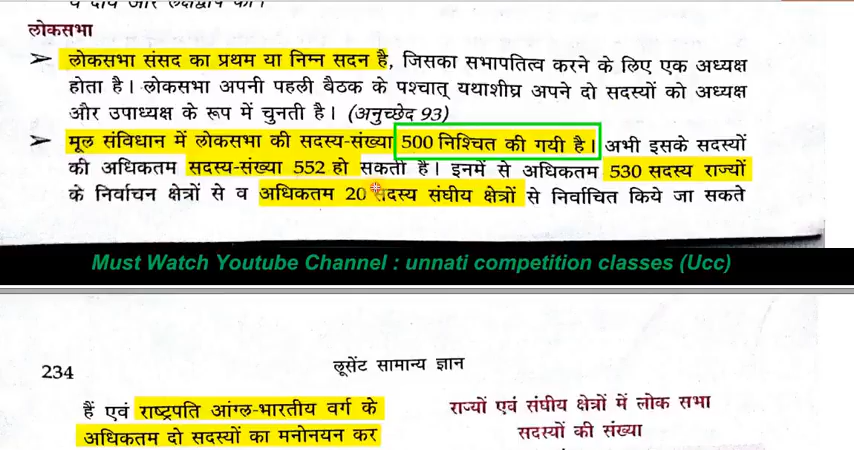 लोकसभा
➤ लोकसभा संसद का प्रथम या निम्न सदन है, जिसका सभापतित्व करने के लिए एक अध्यक्ष
होता है। लोकसभा अपनी पहली बैठक के पश्चात् यथाशीघ्र अपने दो सदस्यों को अध्यक्ष
और उपाध्यक्ष के रूप में चुनती है। (अनुच्छेद 93)
➤ मूल संविधान में लोकसभा की सदस्य-संख्या 500 निश्चित की गयी है। अभी इसके सदस्यों
की अधिकतम सदस्य-संख्या 552 हो सकती है। इनमें से अधिकतम 530 सदस्य राज्यों
के निर्वाचन क्षेत्रों से व अधिकतम 20 सदस्य संघीय क्षेत्रों से निर्वाचित किये जा सकते
Must Watch Youtube Channel : unnati competition classes (Ucc)
234
लूसेंट सामान्य ज्ञान
हैं एवं राष्ट्रपति आंग्ल-भारतीय वर्ग के
अधिकतम दो सदस्यों का मनोनयन कर
राज्यों एवं संघीय क्षेत्रों में लोक सभा
सदस्यों की संख्या